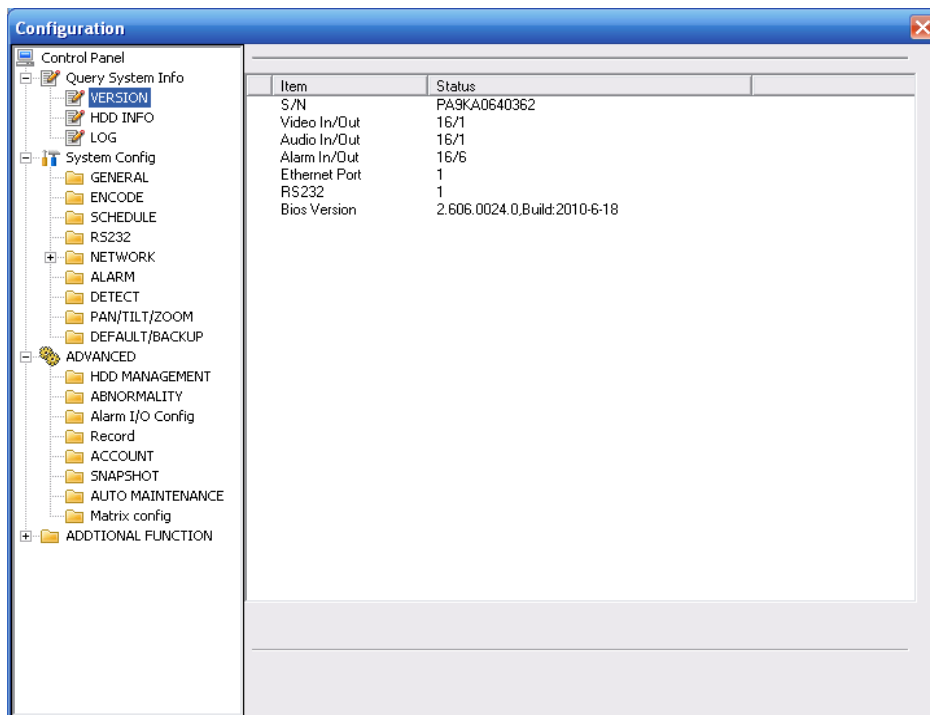 Configuration
Control Panel
Query System Info
VERSION
HDD INFO
LOG
System Config
GENERAL
ENCODE
SCHEDULE
RS232
NETWORK
ALARM
DETECT
PAN/TILT/ZOOM
DEFAULT/BACKUP
ADVANCED
HDD MANAGEMENT
ABNORMALITY
Alarm I/O Config
Record
ACCOUNT
SNAPSHOT
AUTO MAINTENANCE
Matrix config
ADDTIONAL FUNCTION
Item Status
S/N PA9KA0640362
Video In/Out 16/1
Audio In/Out 16/1
Alarm In/Out 16/6
Ethernet Port 1
RS232 1
Bios Version 2.606.0024.0,Build:2010-6-18